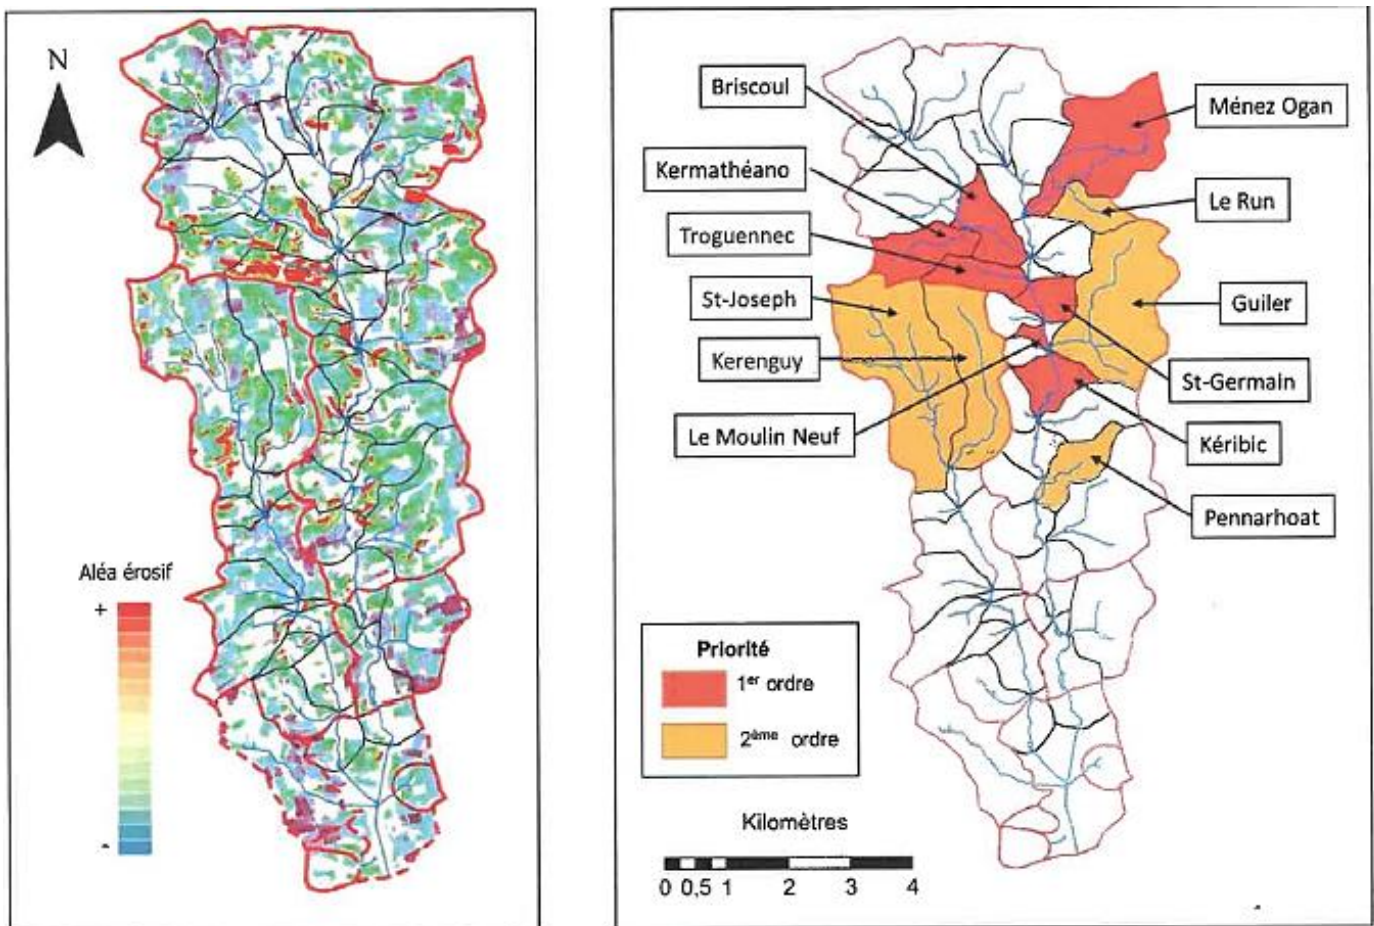 N
Aléa érosif
+
-
Briscoul
Ménez Ogan
Kermathéano
Le Run
Troguennec
St-Joseph
Guiler
Kerenguy
St-Germain
Le Moulin Neuf
Kéribic
Pennarhoat
Priorité
1er ordre
2ème ordre
Kilomètres
0 0,5 1 2 3 4